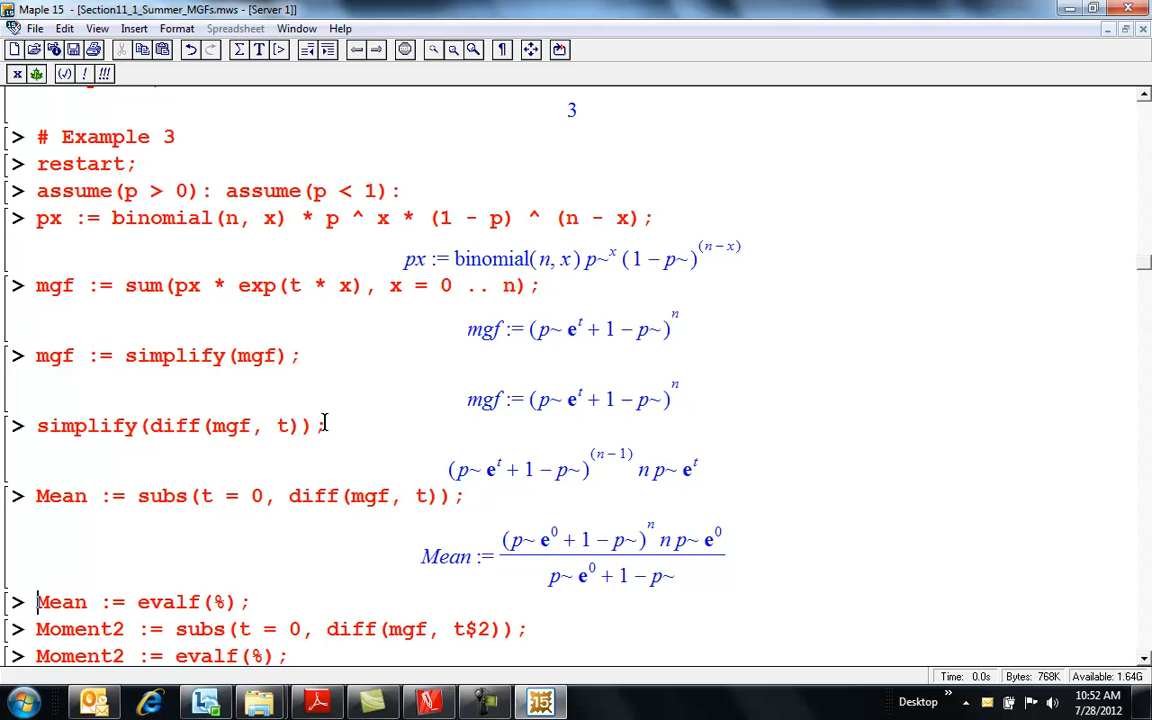 Maple 15 - [Section11_1_Summer_MGFs.mws - [Server 1]]
File Edit View Insert Format Spreadsheet Options Window Help
3
> # Example 3
> restart;
> assume(p > 0): assume(p < 1):
> px := binomial(n, x) * p ^ x * (1 - p) ^ (n - x);
px := binomial( n, x ) p~^x ( 1 − p~ )^( n − x )
> mgf := sum(px * exp(t * x), x = 0 .. n);
mgf := ( p~ e^t + 1 − p~ )^n
> mgf := simplify(mgf);
mgf := ( p~ e^t + 1 − p~ )^n
> simplify(diff(mgf, t));
( p~ e^t + 1 − p~ )^( n − 1 ) n p~ e^t
> Mean := subs(t = 0, diff(mgf, t));
( p~ e^0 + 1 − p~ )^n n p~ e^0
Mean :=
p~ e^0 + 1 − p~
> Mean := evalf(%);
> Moment2 := subs(t = 0, diff(mgf, t$2));
> Moment2 := evalf(%);
Time: 0.0s Bytes: 768K Available: 1.64G
Desktop
10:52 AM
7/28/2012